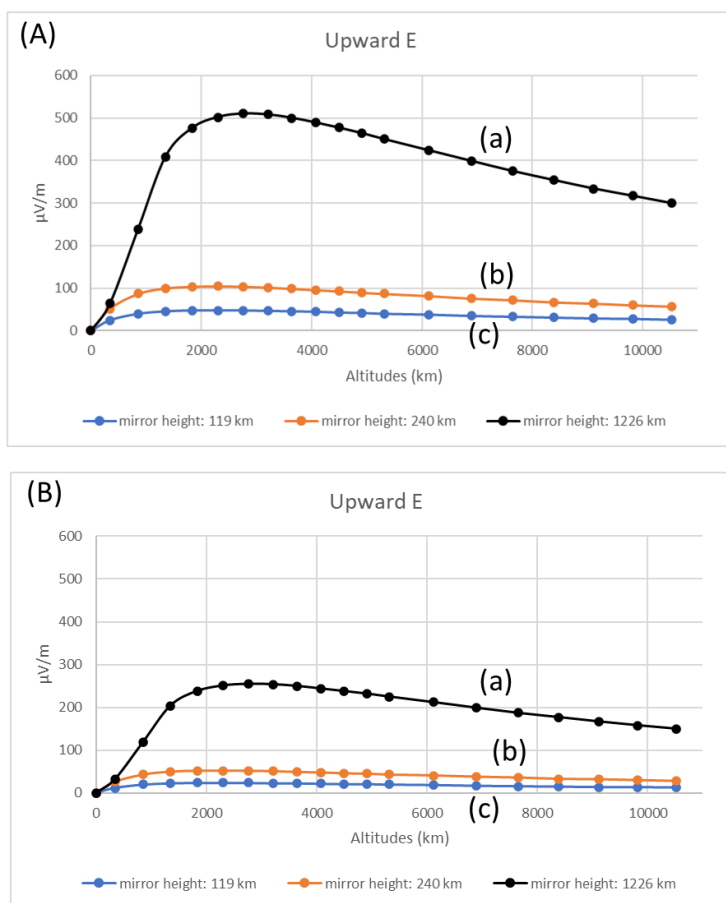 (A)
Upward E
600
500
400
300
200
100
0
µV/m
(a)
(b)
(c)
0 2000 4000 6000 8000 10000
Altitudes (km)
mirror height: 119 km mirror height: 240 km mirror height: 1226 km
(B)
Upward E
600
500
400
300
200
100
0
µV/m
(a)
(b)
(c)
0 2000 4000 6000 8000 10000
Altitudes (km)
mirror height: 119 km mirror height: 240 km mirror height: 1226 km